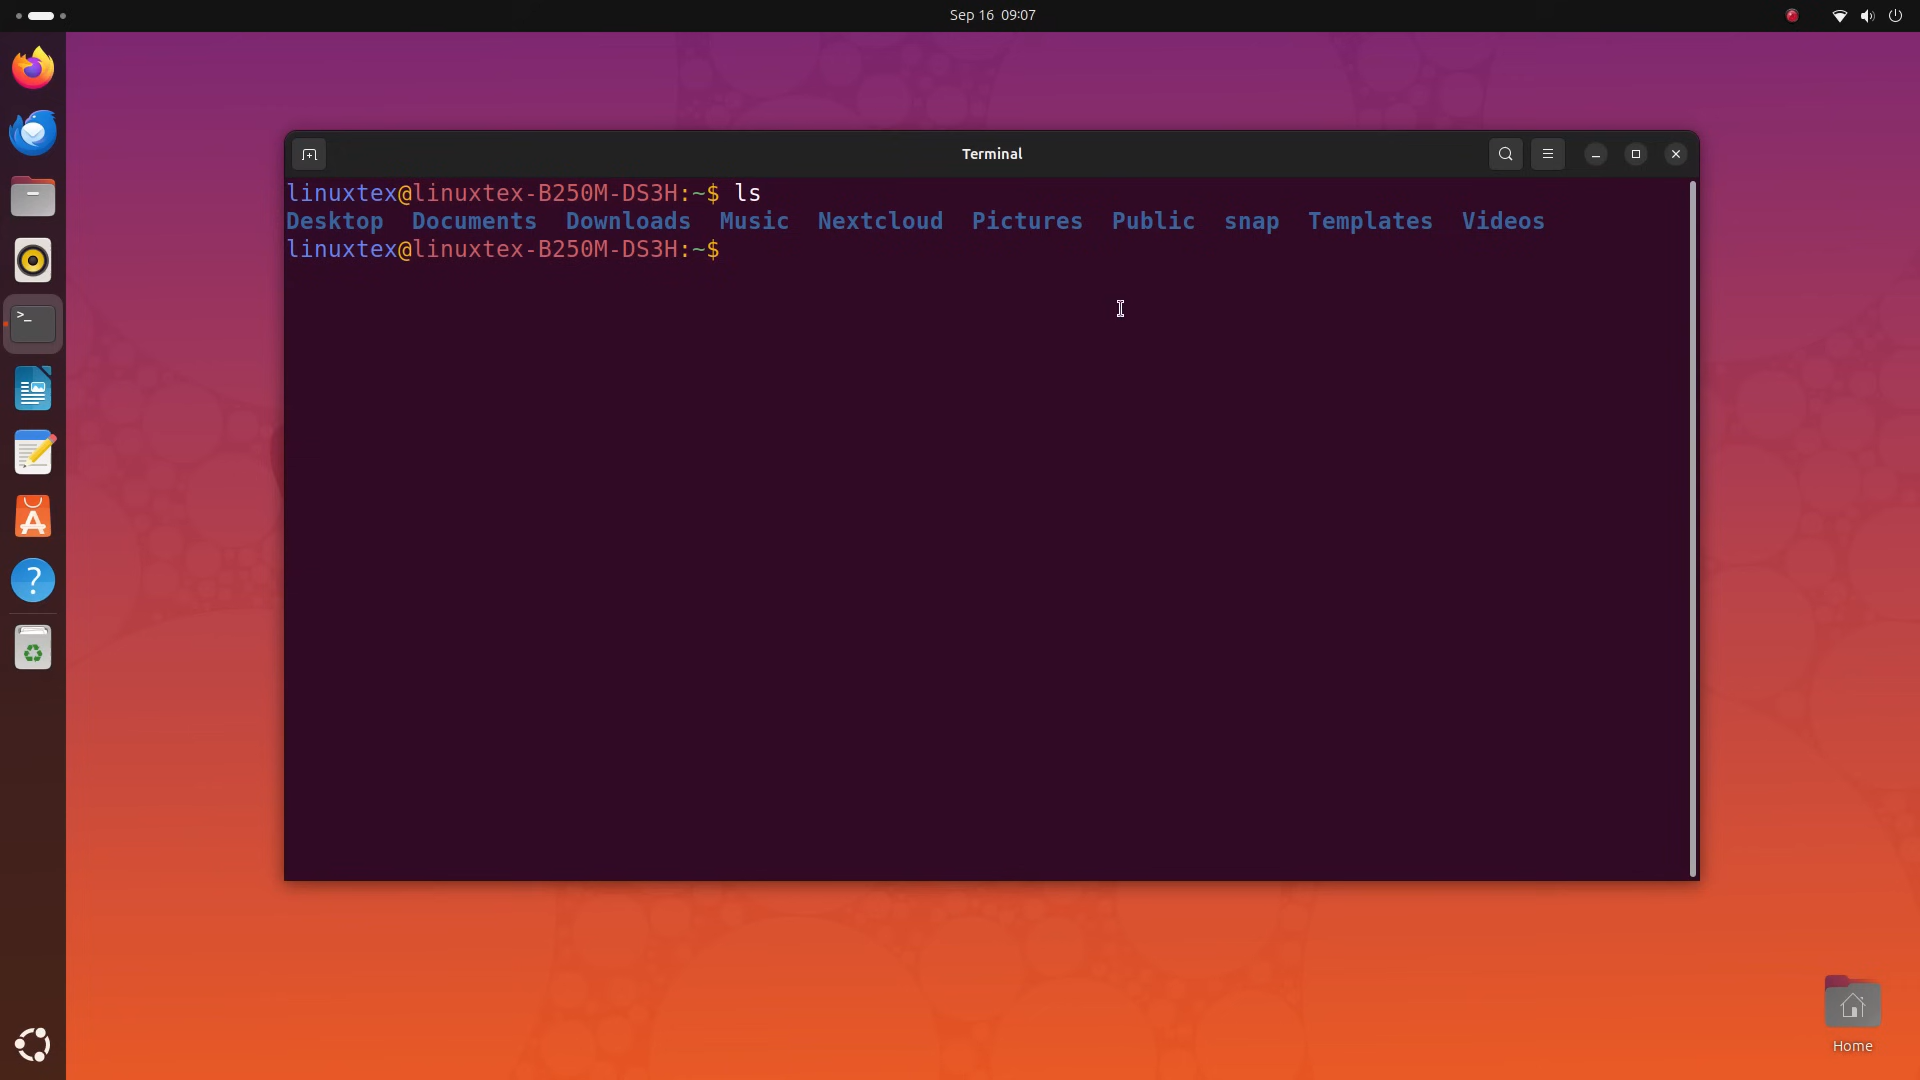 Sep 16 09:07
Terminal
linuxtex@linuxtex-B250M-DS3H:~$ ls
Desktop Documents Downloads Music Nextcloud Pictures Public snap Templates Videos
linuxtex@linuxtex-B250M-DS3H:~$
>_
?
Home